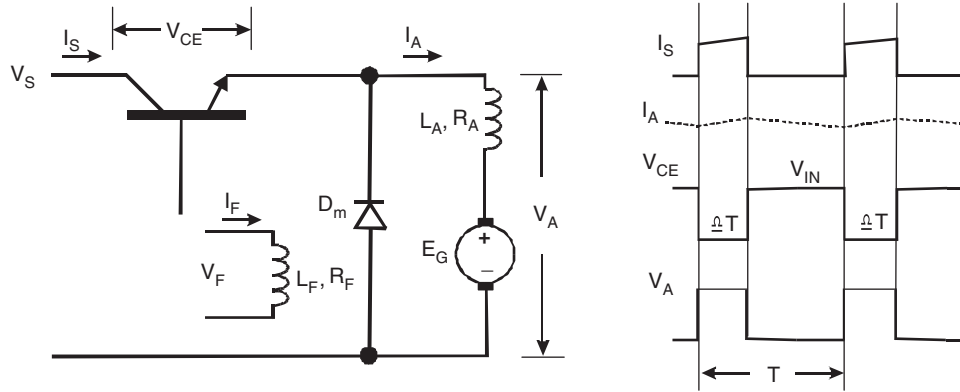 V_CE
I_S
I_A
V_S
L_A, R_A
I_F
D_m
V_F
L_F, R_F
E_G
+
–
V_A
I_S
I_A
V_CE
V_IN
T
T
V_A
T